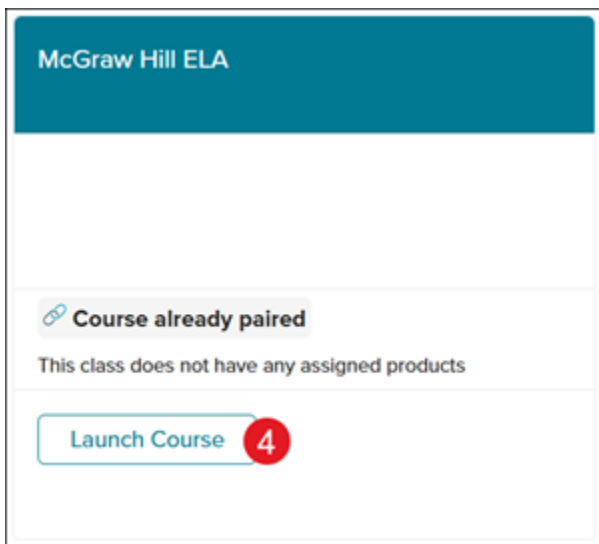 McGraw Hill ELA
Course already paired
This class does not have any assigned products
Launch Course 4